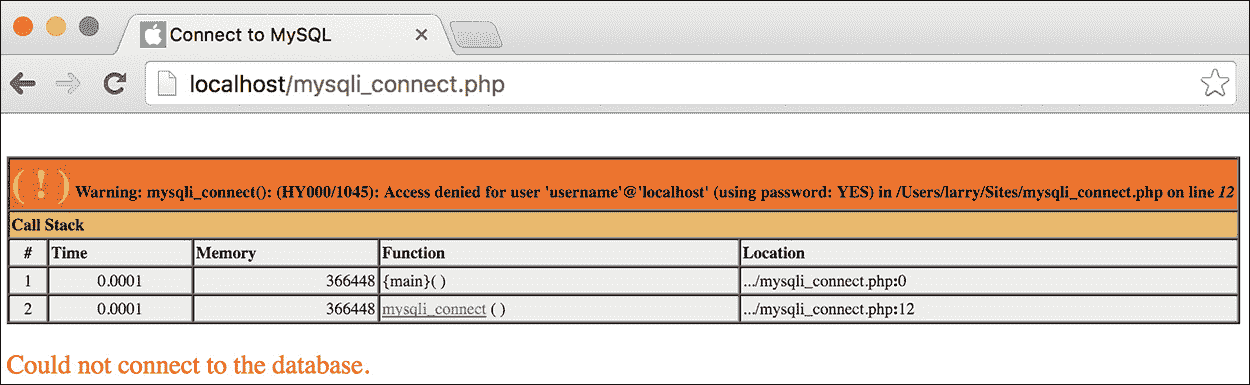 Connect to MySQL
localhost/mysqli_connect.php
( ! ) Warning: mysqli_connect(): (HY000/1045): Access denied for user 'username'@'localhost' (using password: YES) in /Users/larry/Sites/mysqli_connect.php on line 12
Call Stack
# Time Memory Function Location
1 0.0001 366448 {main}( ) .../mysqli_connect.php:0
2 0.0001 366448 mysqli_connect ( ) .../mysqli_connect.php:12
Could not connect to the database.